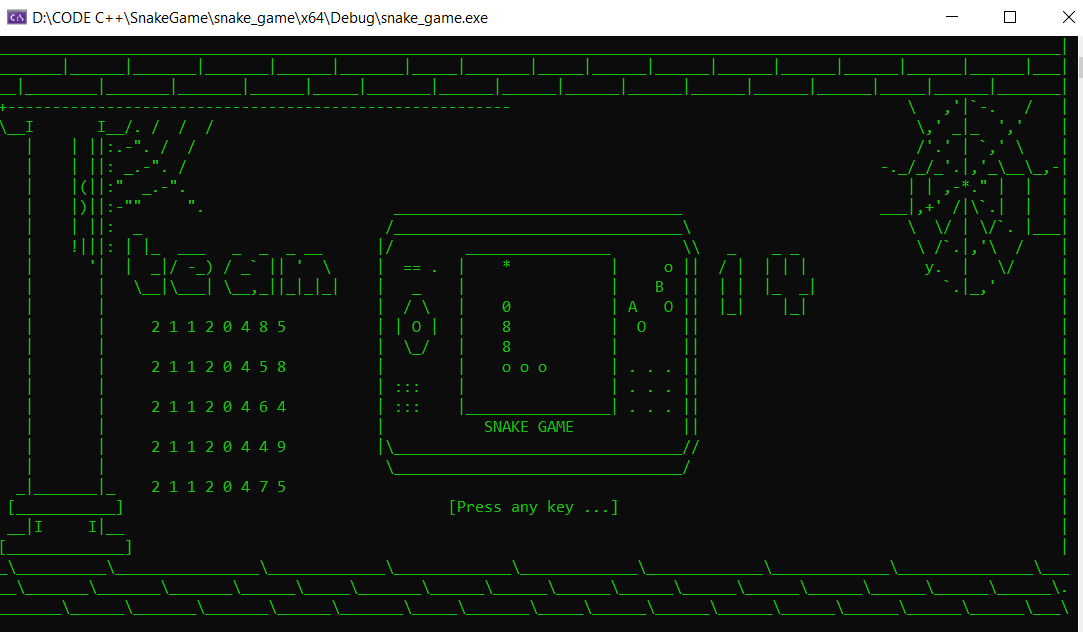 D:\CODE C++\SnakeGame\snake_game\x64\Debug\snake_game.exe
team 14
B
A
2 1 1 2 0 4 8 5
2 1 1 2 0 4 5 8
2 1 1 2 0 4 6 4
SNAKE GAME
2 1 1 2 0 4 4 9
2 1 1 2 0 4 7 5
[Press any key ...]